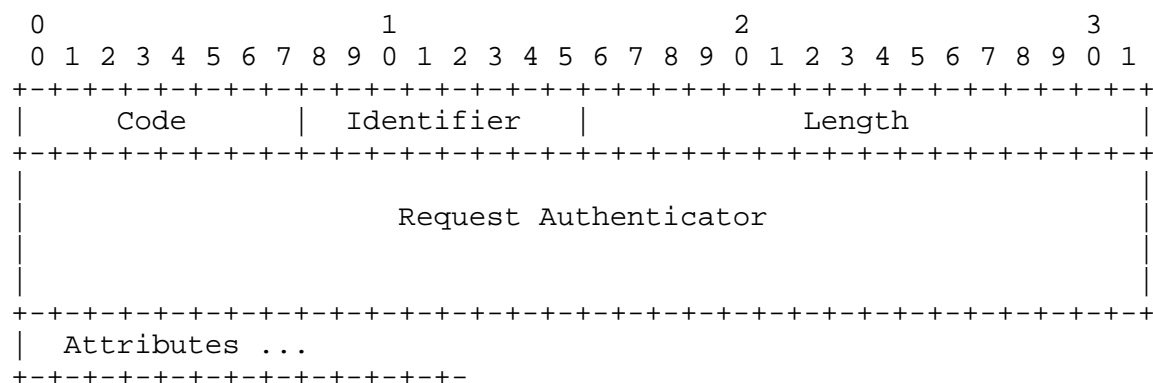 0                   1                   2                   3
 0 1 2 3 4 5 6 7 8 9 0 1 2 3 4 5 6 7 8 9 0 1 2 3 4 5 6 7 8 9 0 1
+-+-+-+-+-+-+-+-+-+-+-+-+-+-+-+-+-+-+-+-+-+-+-+-+-+-+-+-+-+-+-+-+
|     Code      |  Identifier   |            Length             |
+-+-+-+-+-+-+-+-+-+-+-+-+-+-+-+-+-+-+-+-+-+-+-+-+-+-+-+-+-+-+-+-+
|                                                               |
|                     Request Authenticator                     |
|                                                               |
|                                                               |
+-+-+-+-+-+-+-+-+-+-+-+-+-+-+-+-+-+-+-+-+-+-+-+-+-+-+-+-+-+-+-+-+
|  Attributes ...
+-+-+-+-+-+-+-+-+-+-+-+-+-